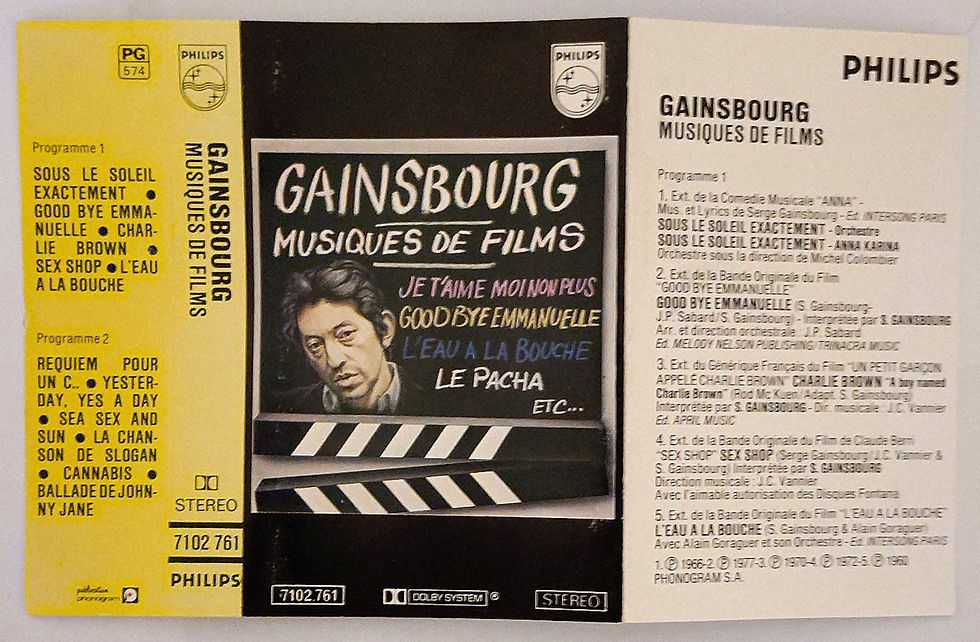 PG
574
PHILIPS
Programme 1
SOUS LE SOLEIL
EXACTEMENT ●
GOOD BYE EMMA-
NUELLE ● CHAR-
LIE BROWN ●
SEX SHOP ● L'EAU
A LA BOUCHE
Programme 2
REQUIEM POUR
UN C.. ● YESTER-
DAY, YES A DAY
● SEA SEX AND
SUN ● LA CHAN-
SON DE SLOGAN
● CANNABIS ●
BALLADE DE JOHN-
NY JANE
publication
phonogram
GAINSBOURG
MUSIQUES DE FILMS
STEREO
7102 761
PHILIPS
PHILIPS
GAINSBOURG
MUSIQUES DE FILMS
JE T'AIME MOI NON PLUS
GOOD BYE EMMANUELLE
L'EAU A LA BOUCHE
LE PACHA
ETC...
7102.761
DOLBY SYSTEM ®
STEREO
PHILIPS
GAINSBOURG
MUSIQUES DE FILMS
Programme 1
1. Ext. de la Comedie Musicale "ANNA" -
Mus. et Lyrics de Serge Gainsbourg - Ed. INTERSONG PARIS
SOUS LE SOLEIL EXACTEMENT - Orchestre
SOUS LE SOLEIL EXACTEMENT - ANNA KARINA
Orchestre sous la direction de Michel Colombier
2. Ext. de la Bande Originale du Film
"GOOD BYE EMMANUELLE"
GOOD BYE EMMANUELLE (S. Gainsbourg-
J.P. Sabard/S. Gainsbourg) - Interprétée par S. GAINSBOURG
Arr. et direction orchestrale : J.P. Sabard
Ed. MELODY NELSON PUBLISHING/TRINACRA MUSIC
3. Ext. du Générique Français du Film "UN PETIT GARÇON
APPELÉ CHARLIE BROWN" CHARLIE BROWN "A boy named
Charlie Brown" (Rod Mc Kuen/Adapt. S. Gainsbourg)
Interprétée par S. GAINSBOURG - Dir. musicale : J.C. Vannier
Ed. APRIL MUSIC
4. Ext. de la Bande Originale du Film de Claude Berri
"SEX SHOP" SEX SHOP (Serge Gainsbourg/J.C. Vannier &
S. Gainsbourg) Interprétée par S. GAINSBOURG
Direction musicale : J.C. Vannier
Avec l'aimable autorisation des Disques Fontana
5. Ext. de la Bande Originale du Film "L'EAU A LA BOUCHE"
L'EAU A LA BOUCHE (S. Gainsbourg & Alain Goraguer)
Avec Alain Goraguer et son Orchestre - Ed. INTERSONG PARIS
1. Ⓟ 1966-2. Ⓟ 1977-3. Ⓟ 1970-4. Ⓟ 1972-5. Ⓟ 1960
PHONOGRAM S.A.